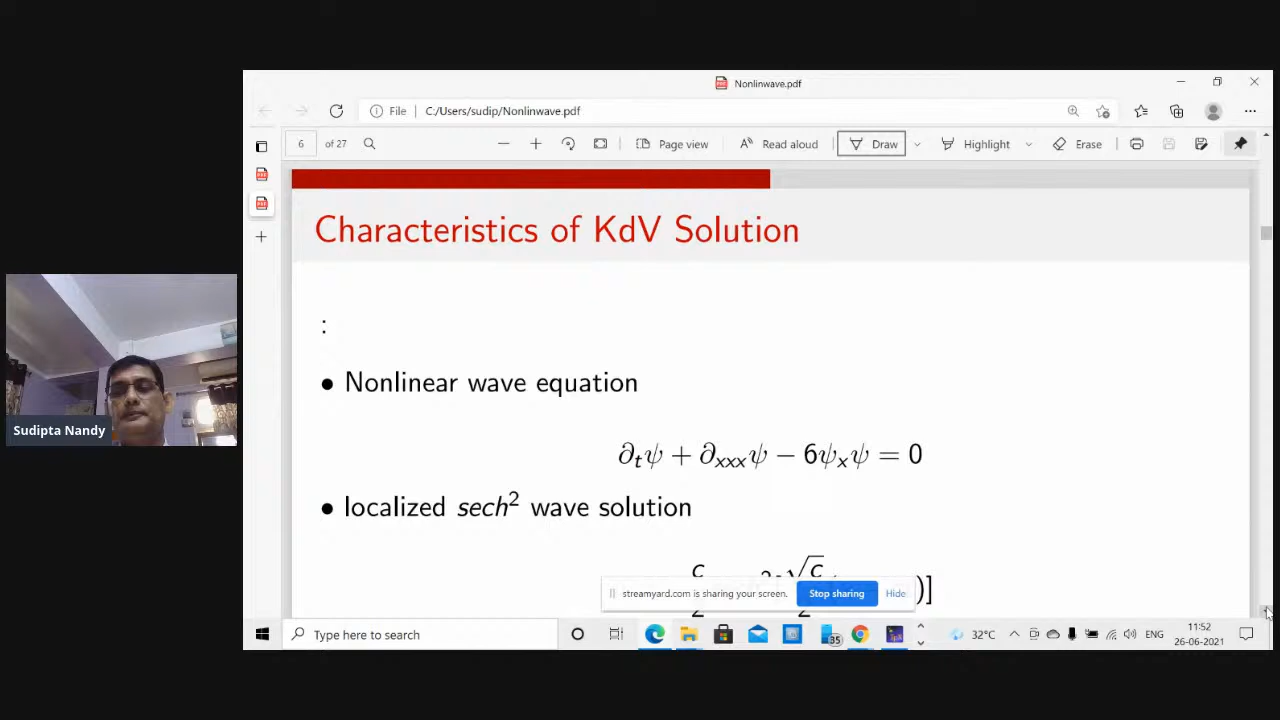 Nonlinwave.pdf
File | C:/Users/sudip/Nonlinwave.pdf
6 of 27 Page view Read aloud Draw Highlight Erase
Characteristics of KdV Solution
:
• Nonlinear wave equation
∂ₜψ + ∂ₓₓₓψ − 6ψₓψ = 0
• localized sech² wave solution
streamyard.com is sharing your screen. Stop sharing Hide
Sudipta Nandy
Type here to search 35 32°C ENG 11:52
26-06-2021